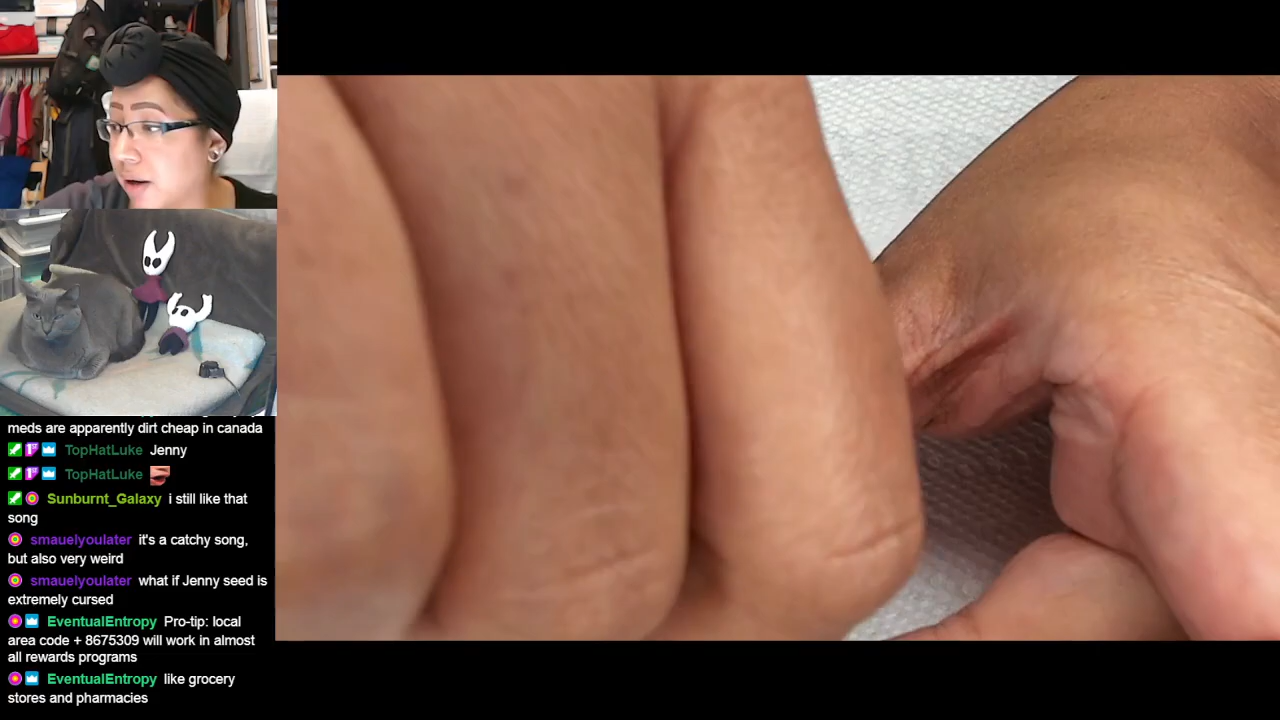 meds are apparently dirt cheap in canada
TopHatLuke Jenny
TopHatLuke
Sunburnt_Galaxy i still like that
song
smauelyoulater it's a catchy song,
but also very weird
smauelyoulater what if Jenny seed is
extremely cursed
EventualEntropy Pro-tip: local
area code + 8675309 will work in almost
all rewards programs
EventualEntropy like grocery
stores and pharmacies